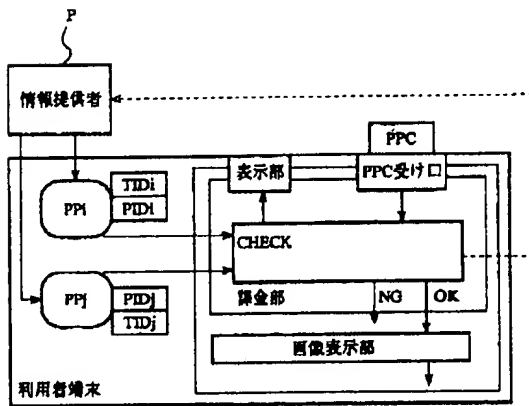 P
情報提供者
PPC
表示部
PPC受け口
TIDi
PPi
PIDi
CHECK
PPj
PIDj
TIDj
課金部
NG
OK
画像表示部
利用者端末